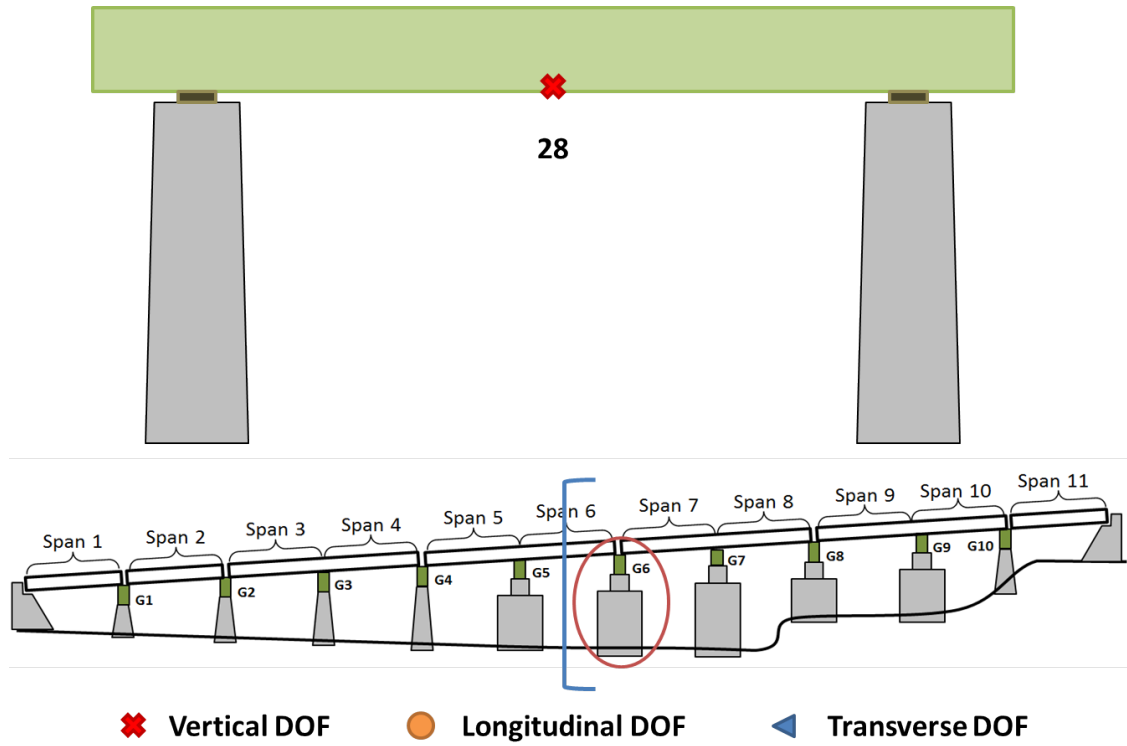 28
Span 1
Span 2
Span 3
Span 4
Span 5
Span 6
Span 7
Span 8
Span 9
Span 10
Span 11
G1
G2
G3
G4
G5
G6
G7
G8
G9
G10
Vertical DOF
Longitudinal DOF
Transverse DOF